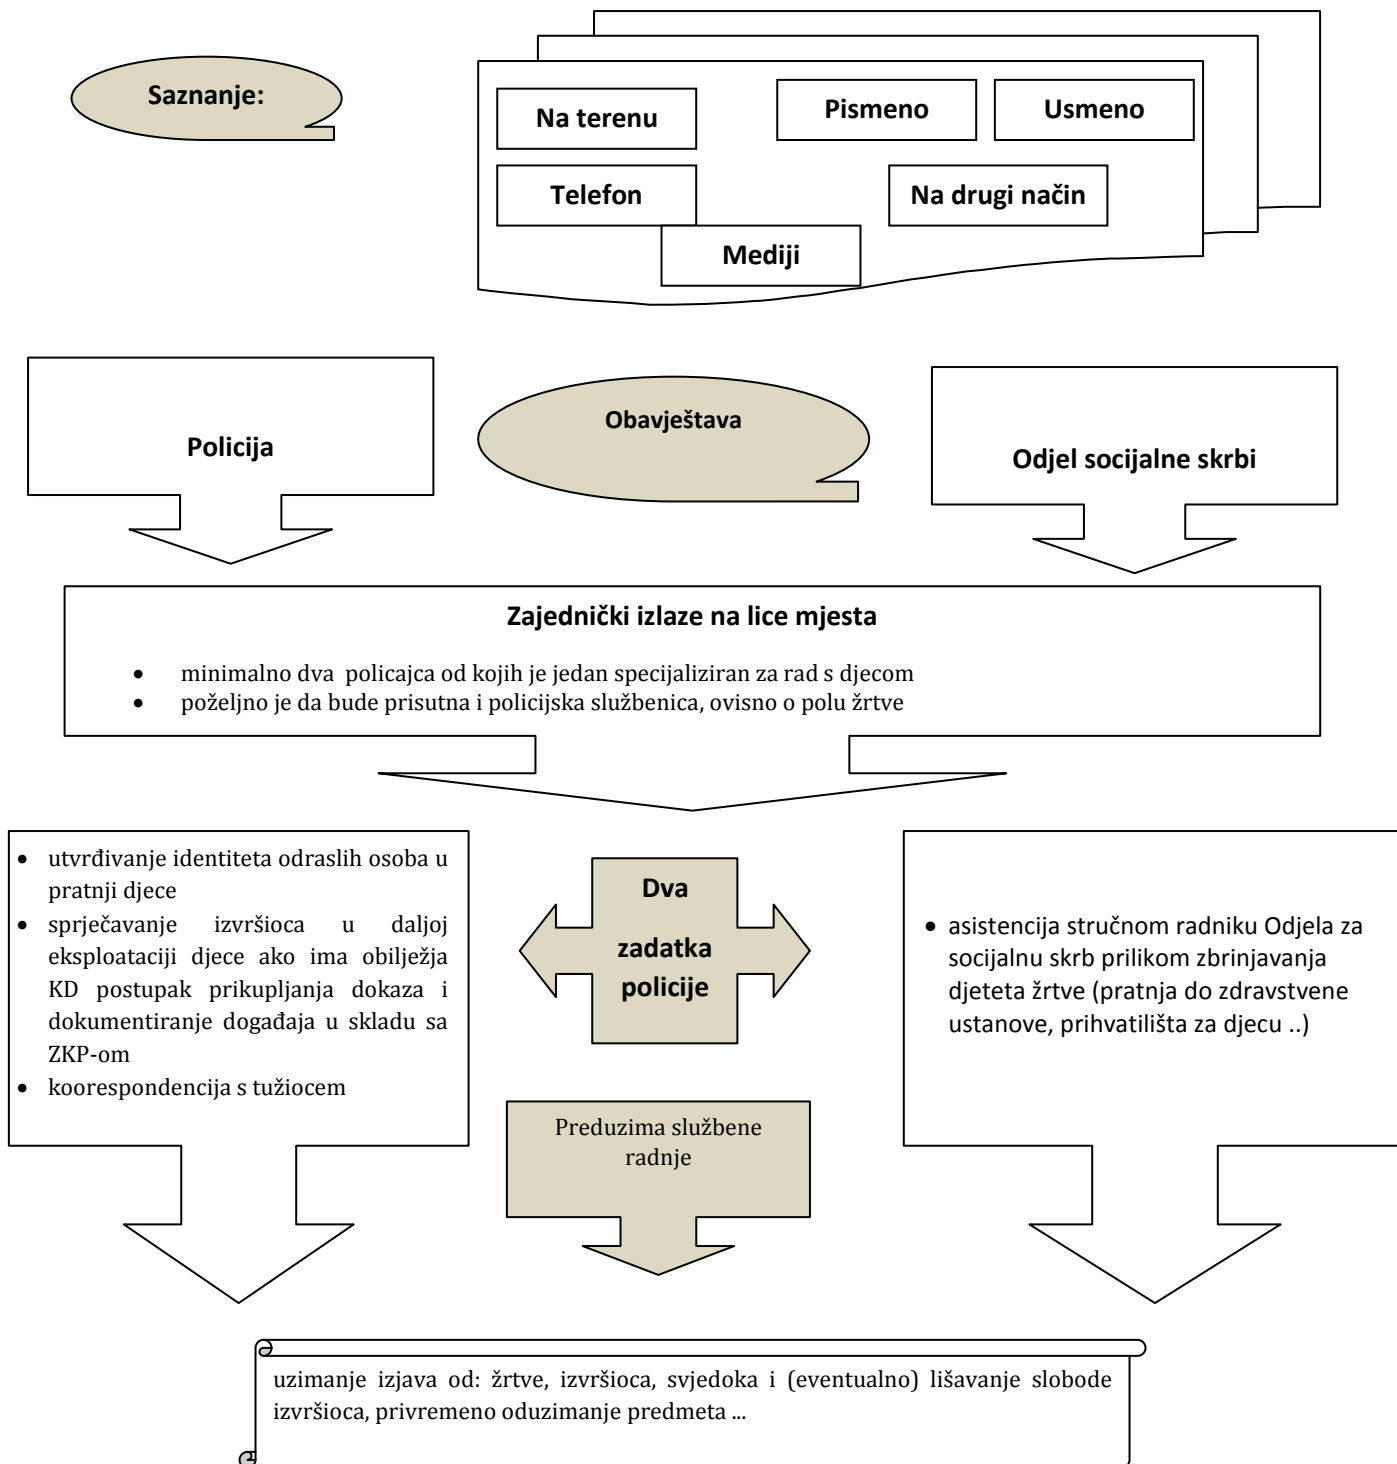 Saznanje:
Na terenu
Pismeno
Usmeno
Telefon
Na drugi način
Mediji
Policija
Obavještava
Odjel socijalne skrbi
Zajednički izlaze na lice mjesta
• minimalno dva policajca od kojih je jedan specijaliziran za rad s djecom
• poželjno je da bude prisutna i policijska službenica, ovisno o polu žrtve
• utvrđivanje identiteta odraslih osoba u
pratnji djece
• sprječavanje izvršioca u daljoj
eksploataciji djece ako ima obilježja
KD postupak prikupljanja dokaza i
dokumentiranje događaja u skladu sa
ZKP-om
• koorespondencija s tužiocem
Dva
zadatka
policije
• asistencija stručnom radniku Odjela za
socijalnu skrb prilikom zbrinjavanja
djeteta žrtve (pratnja do zdravstvene
ustanove, prihvatilišta za djecu ..)
Preduzima službene
radnje
uzimanje izjava od: žrtve, izvršioca, svjedoka i (eventualno) lišavanje slobode
izvršioca, privremeno oduzimanje predmeta ...